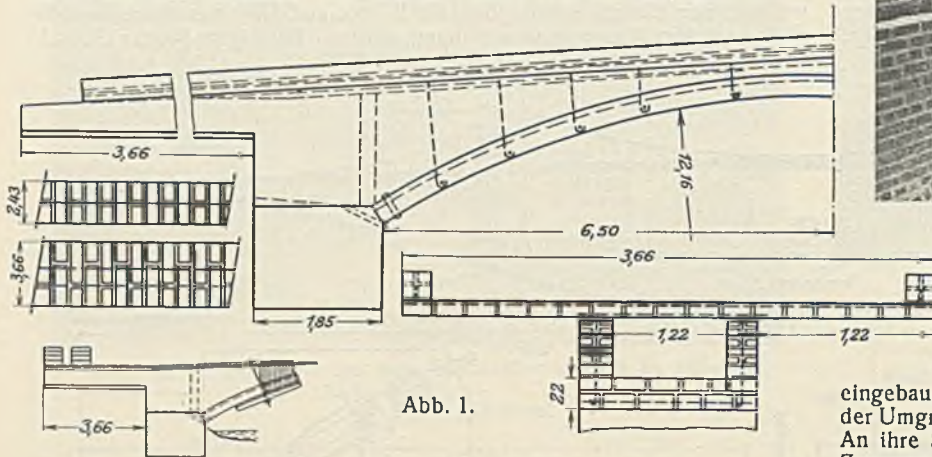 3,66
2,43
3,66
1,85
12,16
6,50
3,66
1,22
1,22
22
3,66
Abb. 1.
eingebau
der Umgr
An ihre